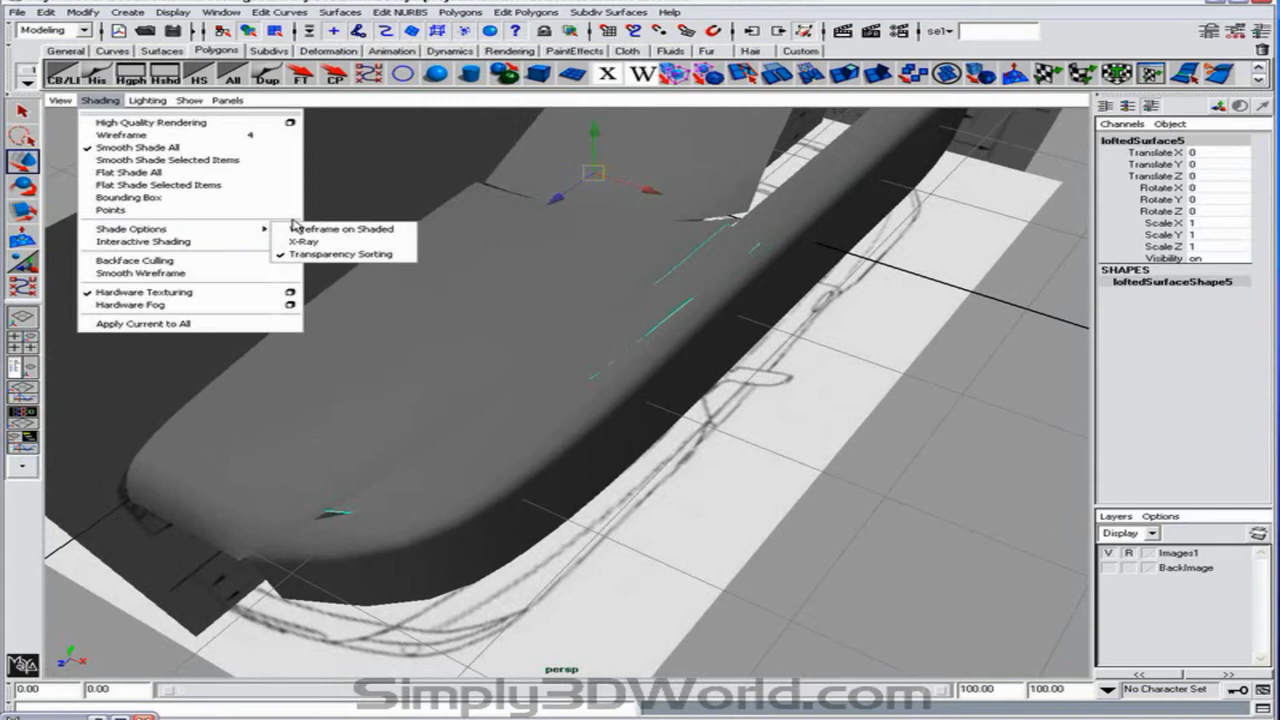 File Edit Modify Create Display Window Edit Curves Surfaces Edit NURBS Polygons Edit Polygons Subdiv Surfaces Help
Modeling sel
General Curves Surfaces Polygons Subdivs Deformation Animation Dynamics Rendering PaintEffects Cloth Fluids Fur Hair Custom
CB/LI His Hgph Hshd HS All Dup FT CP X W
View Shading Lighting Show Panels
High Quality Rendering
Wireframe 4
Smooth Shade All
Smooth Shade Selected Items
Flat Shade All
Flat Shade Selected Items
Bounding Box
Points
Shade Options
Interactive Shading
Backface Culling
Smooth Wireframe
Hardware Texturing
Hardware Fog
Apply Current to All
reframe on Shaded
X-Ray
Transparency Sorting
Channels Object
loftedSurface5
Translate X 0
Translate Y 0
Translate Z 0
Rotate X 0
Rotate Y 0
Rotate Z 0
Scale X 1
Scale Y 1
Scale Z 1
Visibility on
SHAPES
loftedSurfaceShape5
Layers Options
Display
V R Images1
BackImage
persp
z x
0.00 0.00 100.00 100.00 No Character Set
Simply3DWorld.com